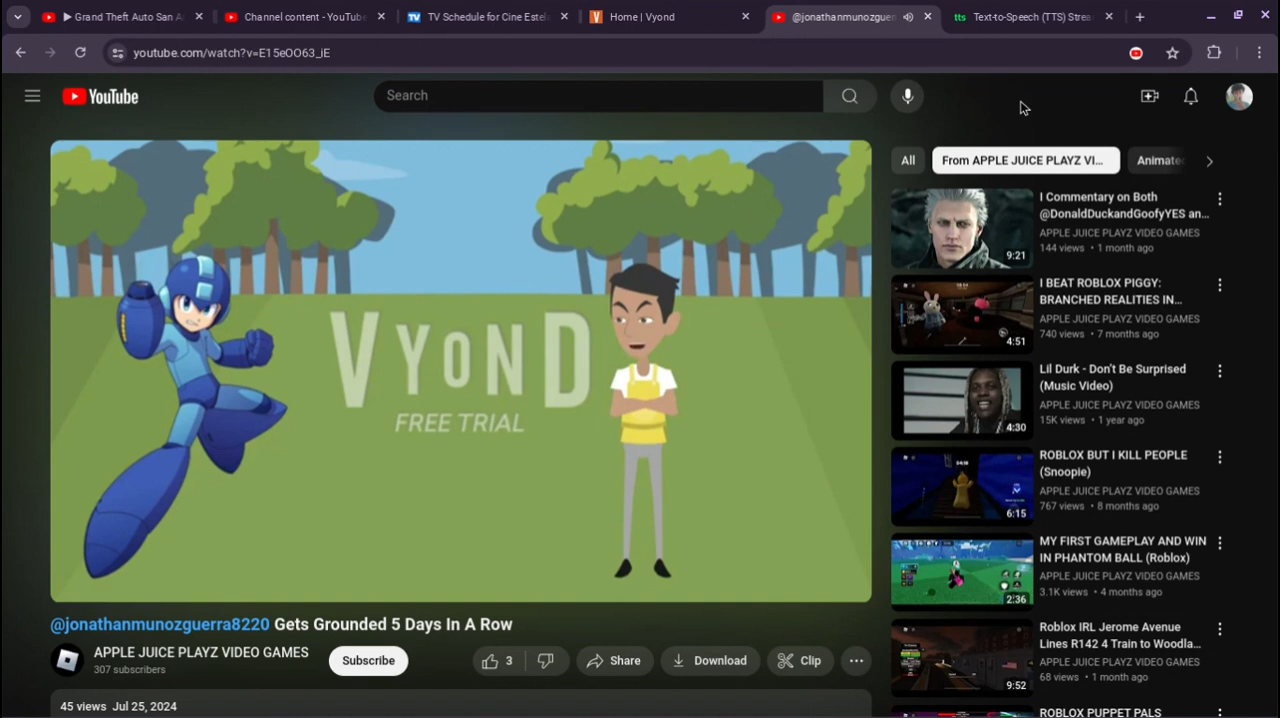 Grand Theft Auto San A
Channel content - YouTube
TV Schedule for Cine Estela
Home | Vyond
@jonathanmunozguerr
tts Text-to-Speech (TTS) Strea
youtube.com/watch?v=E15eOO63_iE
YouTube
Search
All
From APPLE JUICE PLAYZ VI...
Animated
VYOND
FREE TRIAL
9:21
I Commentary on Both
@DonaldDuckandGoofyYES an...
APPLE JUICE PLAYZ VIDEO GAMES
144 views • 1 month ago
4:51
I BEAT ROBLOX PIGGY:
BRANCHED REALITIES IN...
APPLE JUICE PLAYZ VIDEO GAMES
740 views • 7 months ago
4:30
Lil Durk - Don't Be Surprised
(Music Video)
APPLE JUICE PLAYZ VIDEO GAMES
15K views • 1 year ago
6:15
ROBLOX BUT I KILL PEOPLE
(Snoopie)
APPLE JUICE PLAYZ VIDEO GAMES
767 views • 8 months ago
2:36
MY FIRST GAMEPLAY AND WIN
IN PHANTOM BALL (Roblox)
APPLE JUICE PLAYZ VIDEO GAMES
3.1K views • 4 months ago
9:52
Roblox IRL Jerome Avenue
Lines R142 4 Train to Woodla...
APPLE JUICE PLAYZ VIDEO GAMES
68 views • 1 month ago
ROBLOX PUPPET PALS
@jonathanmunozguerra8220 Gets Grounded 5 Days In A Row
APPLE JUICE PLAYZ VIDEO GAMES
307 subscribers
Subscribe
3
Share
Download
Clip
45 views Jul 25, 2024